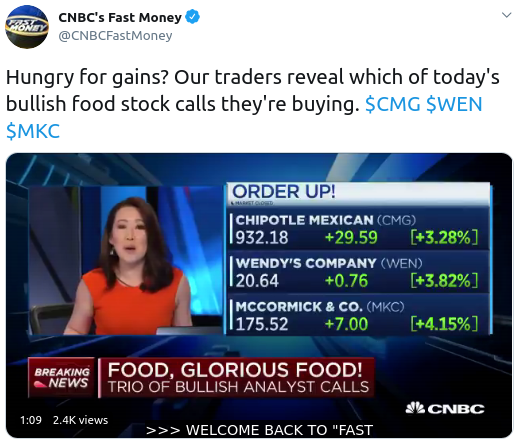 CNBC's Fast Money
@CNBCFastMoney
Hungry for gains? Our traders reveal which of today's
bullish food stock calls they're buying. $CMG $WEN
$MKC
ORDER UP!
MARKET CLOSED
CHIPOTLE MEXICAN (CMG)
932.18 +29.59 [+3.28%]
WENDY'S COMPANY (WEN)
20.64 +0.76 [+3.82%]
MCCORMICK & CO. (MKC)
175.52 +7.00 [+4.15%]
BREAKING
NEWS
FOOD, GLORIOUS FOOD!
TRIO OF BULLISH ANALYST CALLS
CNBC
1:09 2.4K views
>>> WELCOME BACK TO "FAST